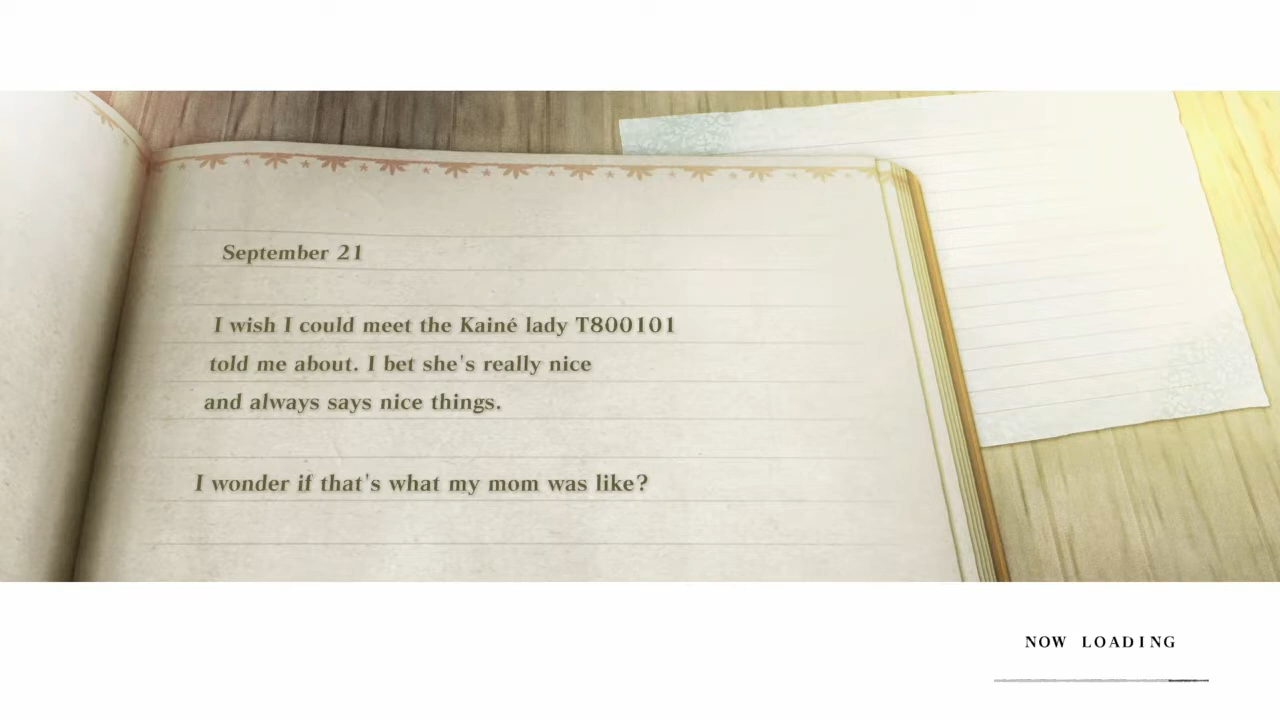 September 21
I wish I could meet the Kainé lady T800101
told me about. I bet she's really nice
and always says nice things.
I wonder if that's what my mom was like?
NOW LOADING